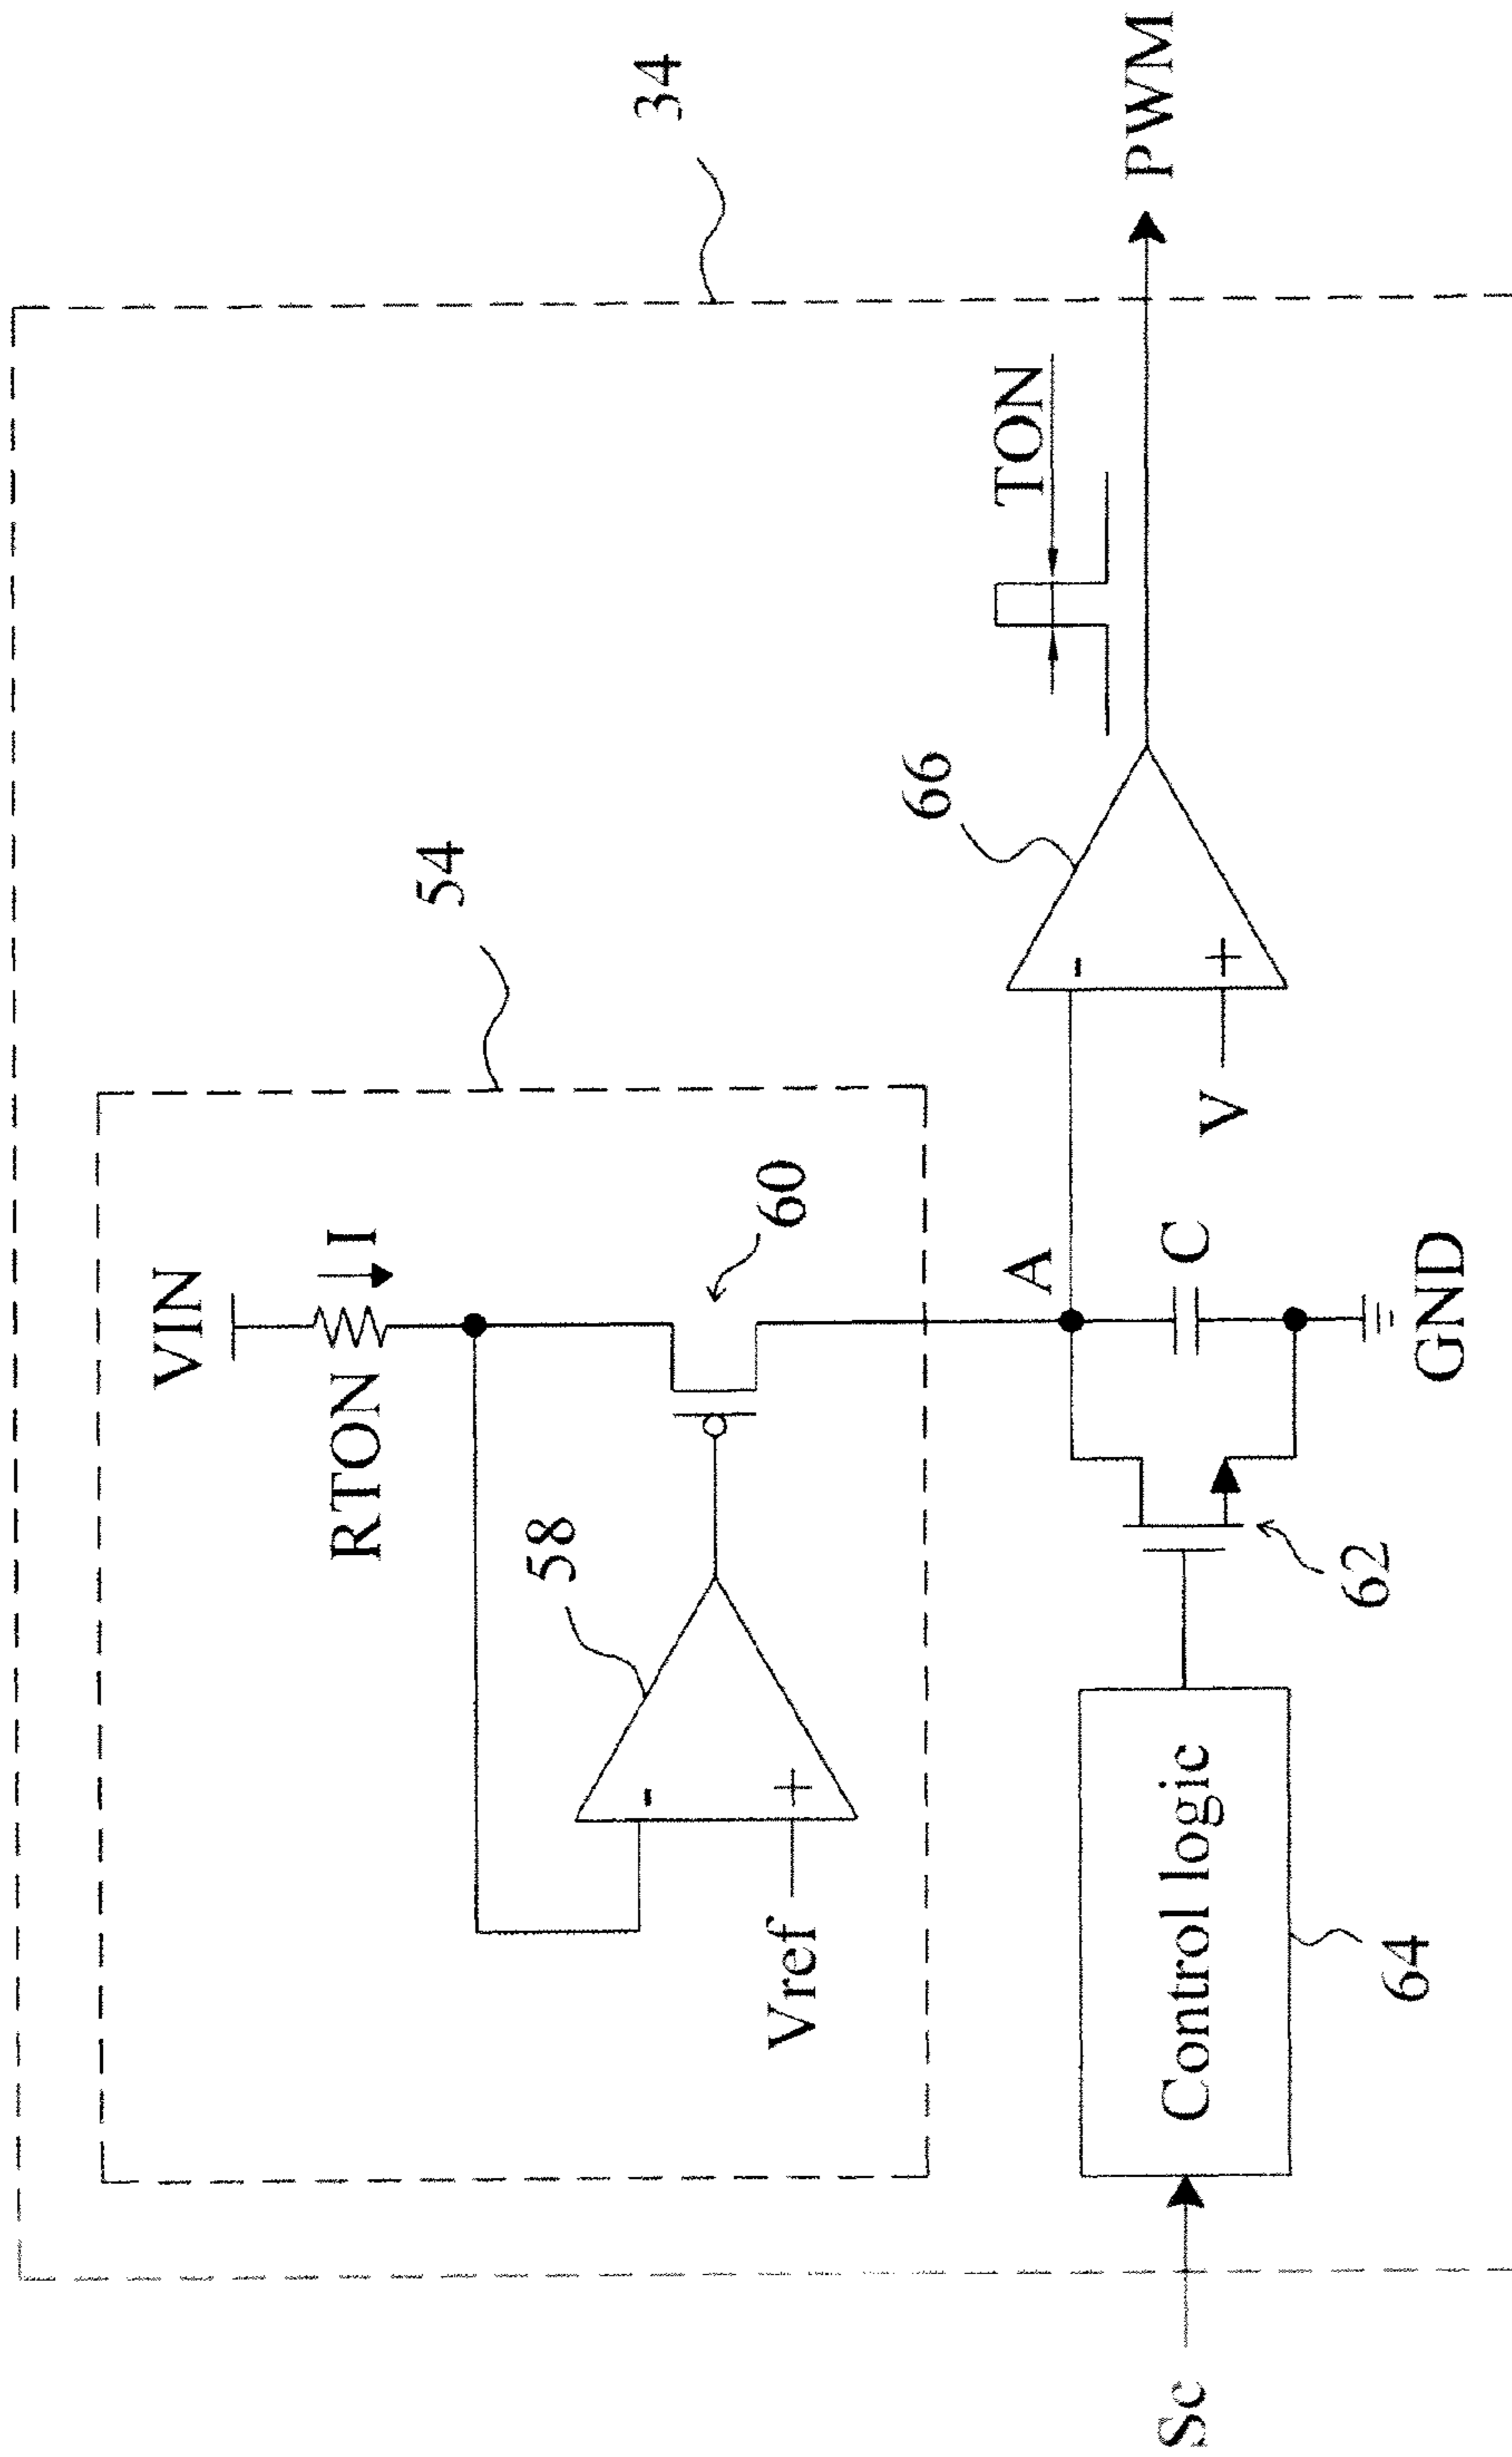 34
54
VIN
I
RTON
58
60
-
+
Vref
TON
66
A
-
+
V
PWM
C
GND
62
Control logic
64
Sc